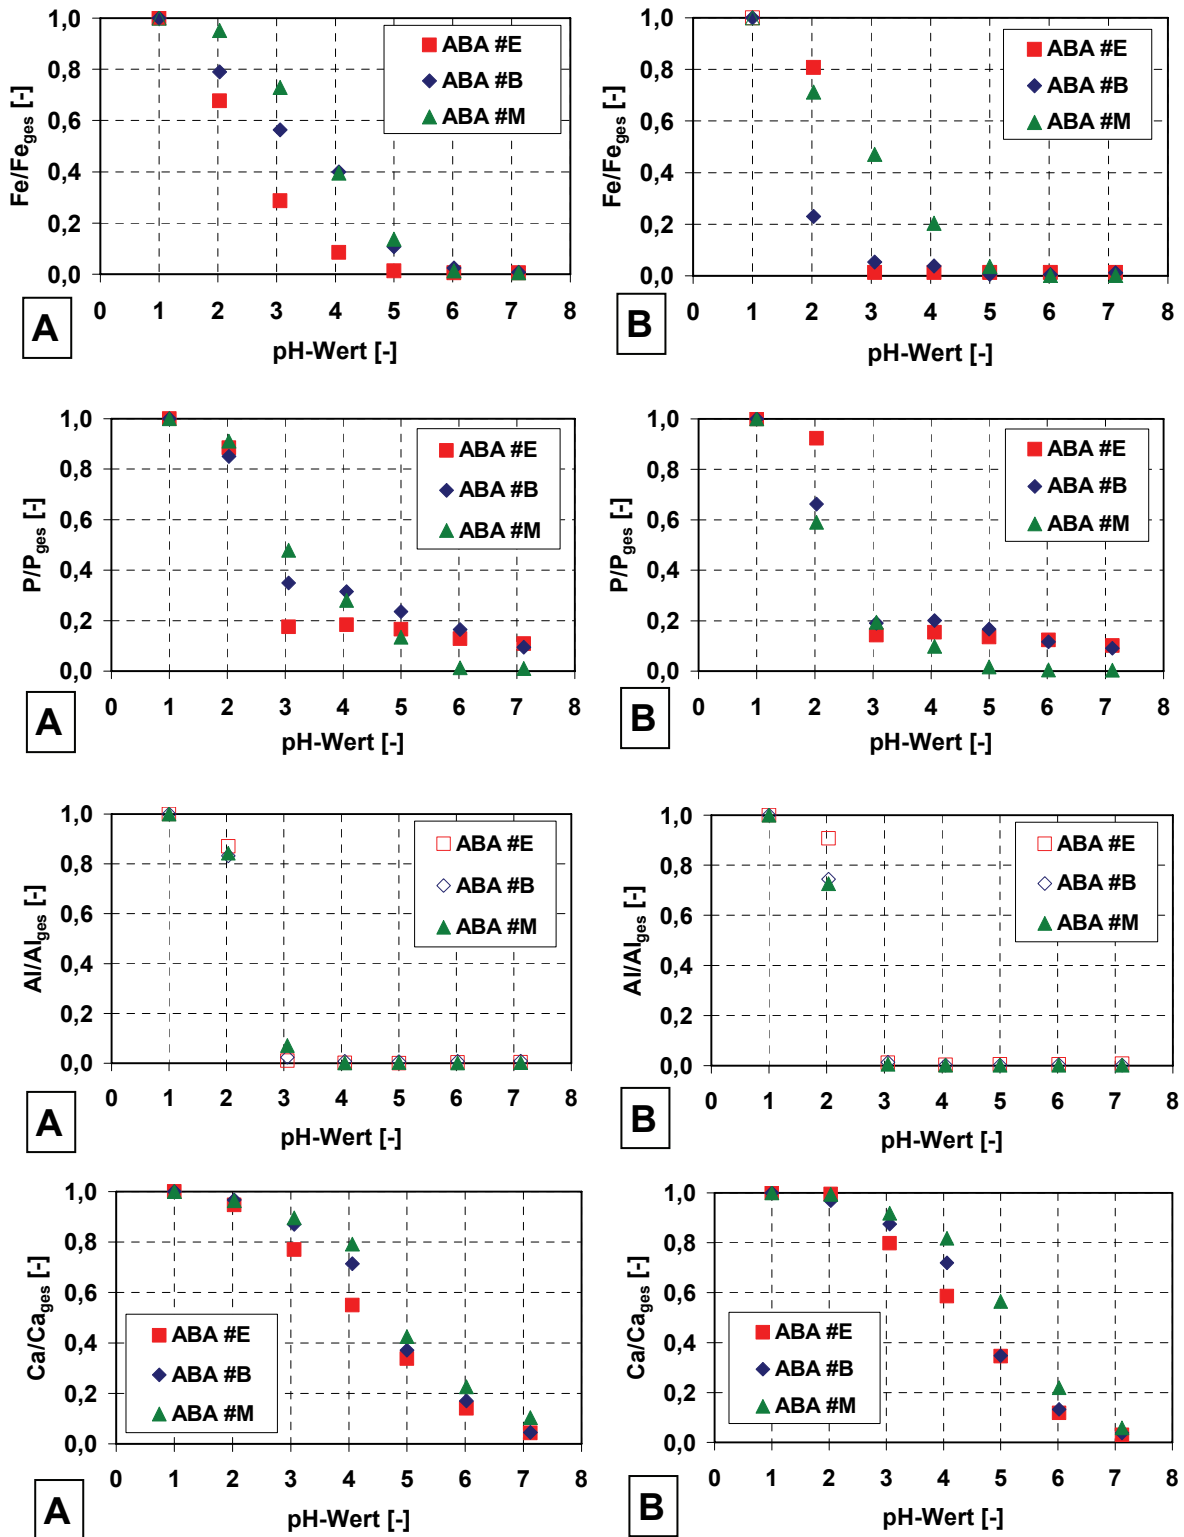 Fe/Fe_ges [-]
1,0
0,8
0,6
0,4
0,2
0,0
ABA #E
ABA #B
ABA #M
0 1 2 3 4 5 6 7 8
pH-Wert [-]
A
Fe/Fe_ges [-]
1,0
0,8
0,6
0,4
0,2
0,0
ABA #E
ABA #B
ABA #M
0 1 2 3 4 5 6 7 8
pH-Wert [-]
B
P/P_ges [-]
1,0
0,8
0,6
0,4
0,2
0,0
ABA #E
ABA #B
ABA #M
0 1 2 3 4 5 6 7 8
pH-Wert [-]
A
P/P_ges [-]
1,0
0,8
0,6
0,4
0,2
0,0
ABA #E
ABA #B
ABA #M
0 1 2 3 4 5 6 7 8
pH-Wert [-]
B
Al/Al_ges [-]
1,0
0,8
0,6
0,4
0,2
0,0
ABA #E
ABA #B
ABA #M
0 1 2 3 4 5 6 7 8
pH-Wert [-]
A
Al/Al_ges [-]
1,0
0,8
0,6
0,4
0,2
0,0
ABA #E
ABA #B
ABA #M
0 1 2 3 4 5 6 7 8
pH-Wert [-]
B
Ca/Ca_ges [-]
1,0
0,8
0,6
0,4
0,2
0,0
ABA #E
ABA #B
ABA #M
0 1 2 3 4 5 6 7 8
pH-Wert [-]
A
Ca/Ca_ges [-]
1,0
0,8
0,6
0,4
0,2
0,0
ABA #E
ABA #B
ABA #M
0 1 2 3 4 5 6 7 8
pH-Wert [-]
B